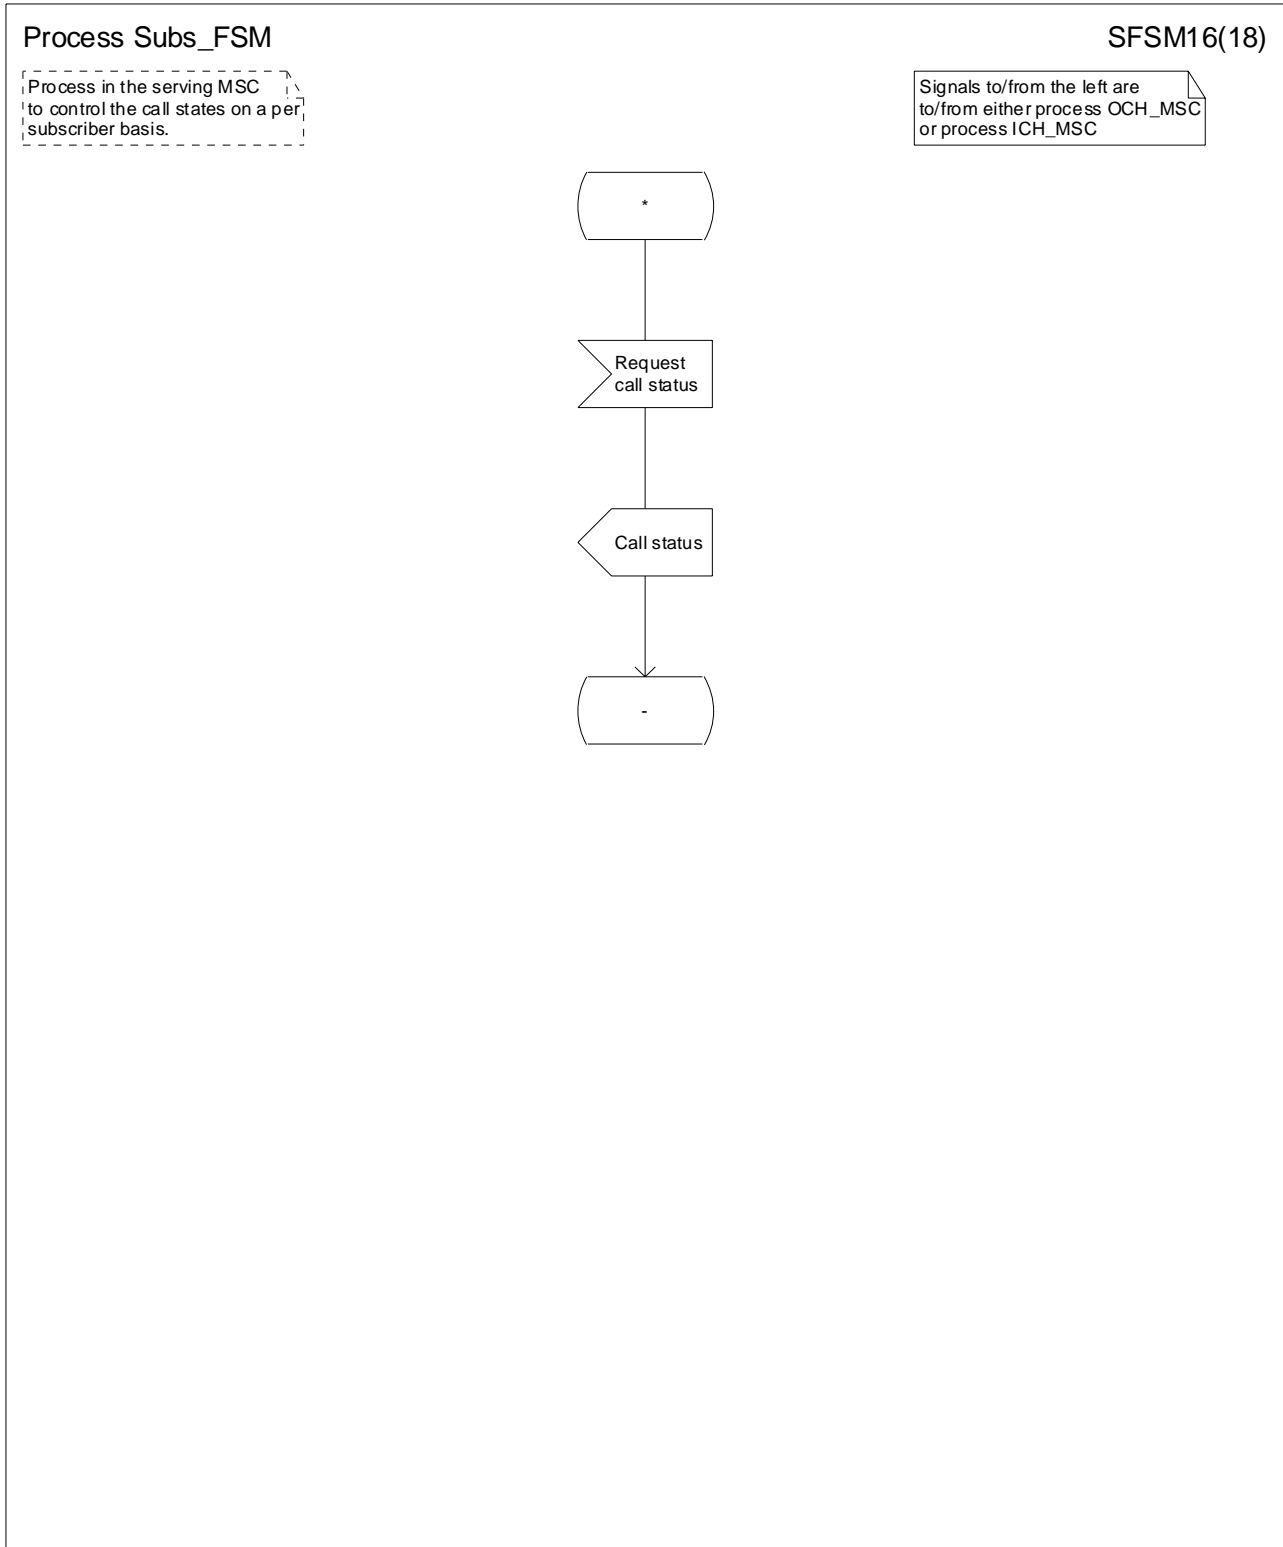 Process Subs_FSM
SFSM16(18)
Process in the serving MSC
to control the call states on a per
subscriber basis.
Signals to/from the left are
to/from either process OCH_MSC
or process ICH_MSC
*
Request
call status
Call status
-